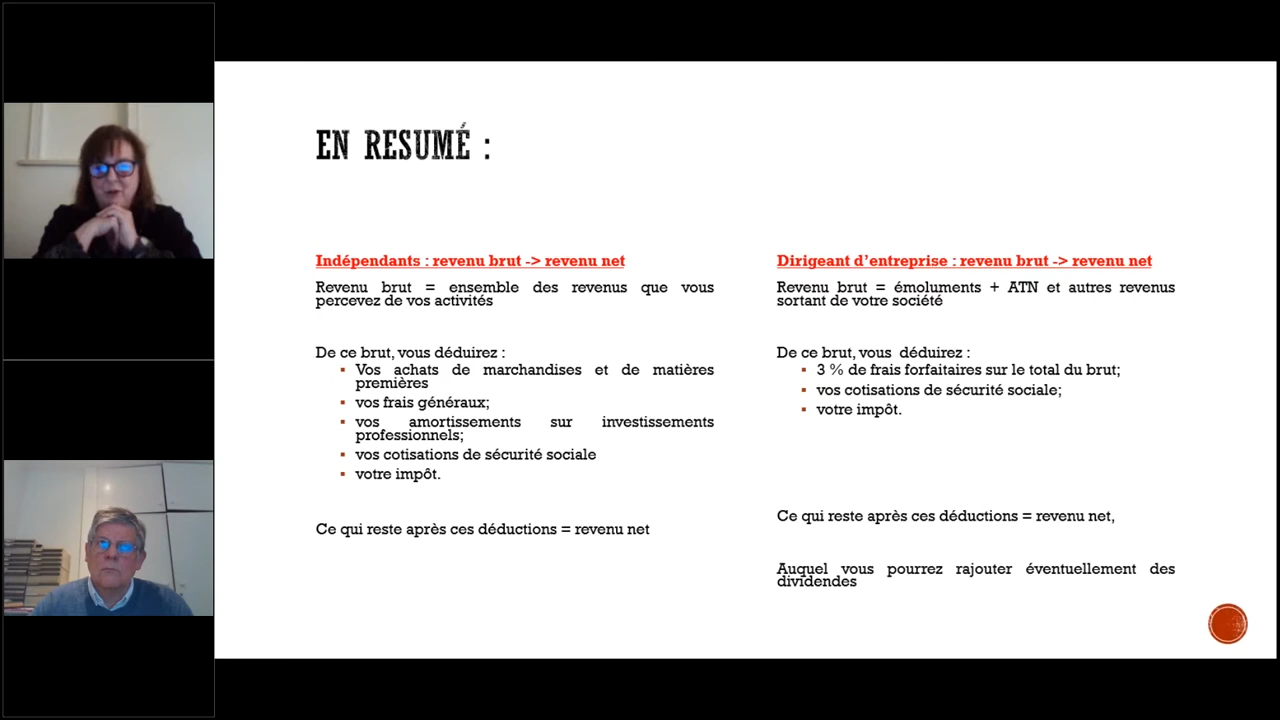 EN RESUMÉ :
Indépendants : revenu brut -> revenu net
Revenu brut = ensemble des revenus que vous
percevez de vos activités
De ce brut, vous déduirez :
▪ Vos achats de marchandises et de matières
premières
▪ vos frais généraux;
▪ vos amortissements sur investissements
professionnels;
▪ vos cotisations de sécurité sociale
▪ votre impôt.
Ce qui reste après ces déductions = revenu net
Dirigeant d’entreprise : revenu brut -> revenu net
Revenu brut = émoluments + ATN et autres revenus
sortant de votre société
De ce brut, vous déduirez :
▪ 3 % de frais forfaitaires sur le total du brut;
▪ vos cotisations de sécurité sociale;
▪ votre impôt.
Ce qui reste après ces déductions = revenu net,
Auquel vous pourrez rajouter éventuellement des
dividendes